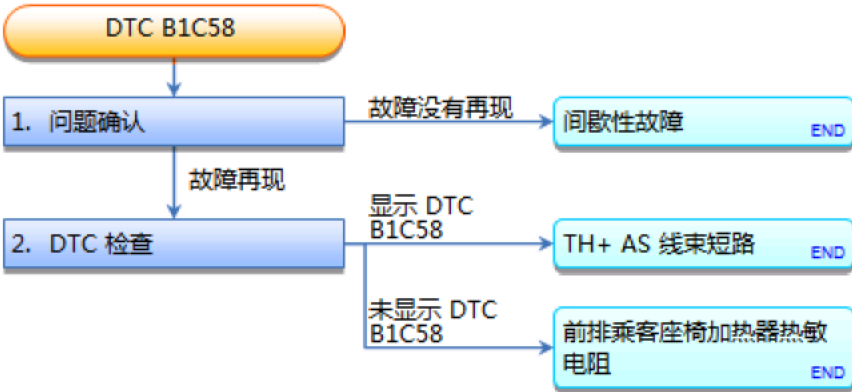 DTC B1C58
1. 问题确认
故障没有再现
间歇性故障
END
故障再现
2. DTC 检查
显示 DTC
B1C58
TH+ AS 线束短路
END
未显示 DTC
B1C58
前排乘客座椅加热器热敏
电阻
END